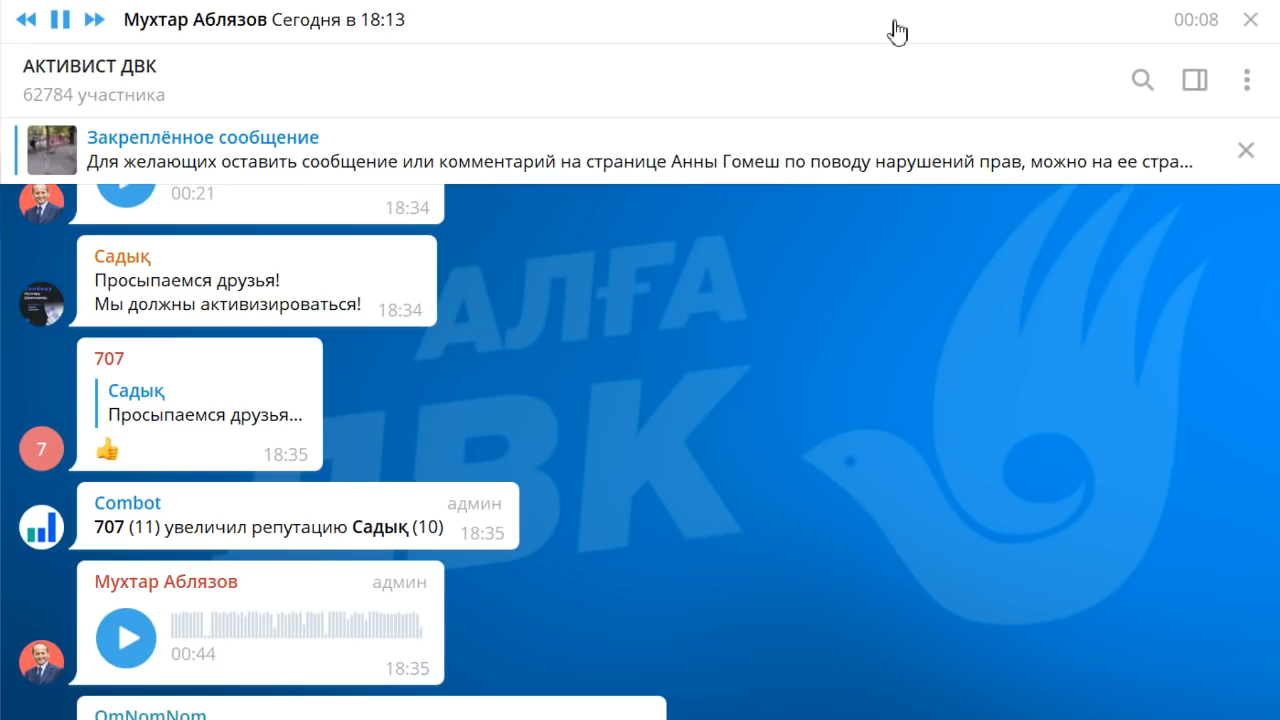 Мухтар Аблязов Сегодня в 18:13
00:08
АКТИВИСТ ДВК
62784 участника
Закреплённое сообщение
Для желающих оставить сообщение или комментарий на странице Анны Гомеш по поводу нарушений прав, можно на ее стра...
00:21
18:34
Садық
Просыпаемся друзья!
Мы должны активизироваться!
18:34
707
Садық
Просыпаемся друзья...
👍
7
18:35
Combot
админ
707 (11) увеличил репутацию Садық (10)
18:35
Мухтар Аблязов
админ
00:44
18:35
OmNomNom
АЛҒА
ДВК